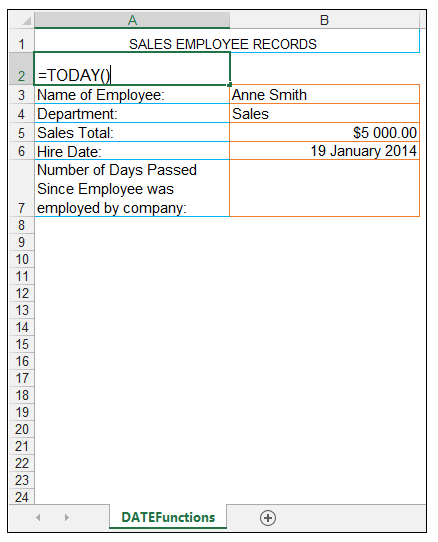 A B
1 SALES EMPLOYEE RECORDS
2 =TODAY()
3 Name of Employee: Anne Smith
4 Department: Sales
5 Sales Total: $5 000.00
6 Hire Date: 19 January 2014
Number of Days Passed
Since Employee was
7 employed by company:
8
9
10
11
12
13
14
15
16
17
18
19
20
21
22
23
24
DATEFunctions